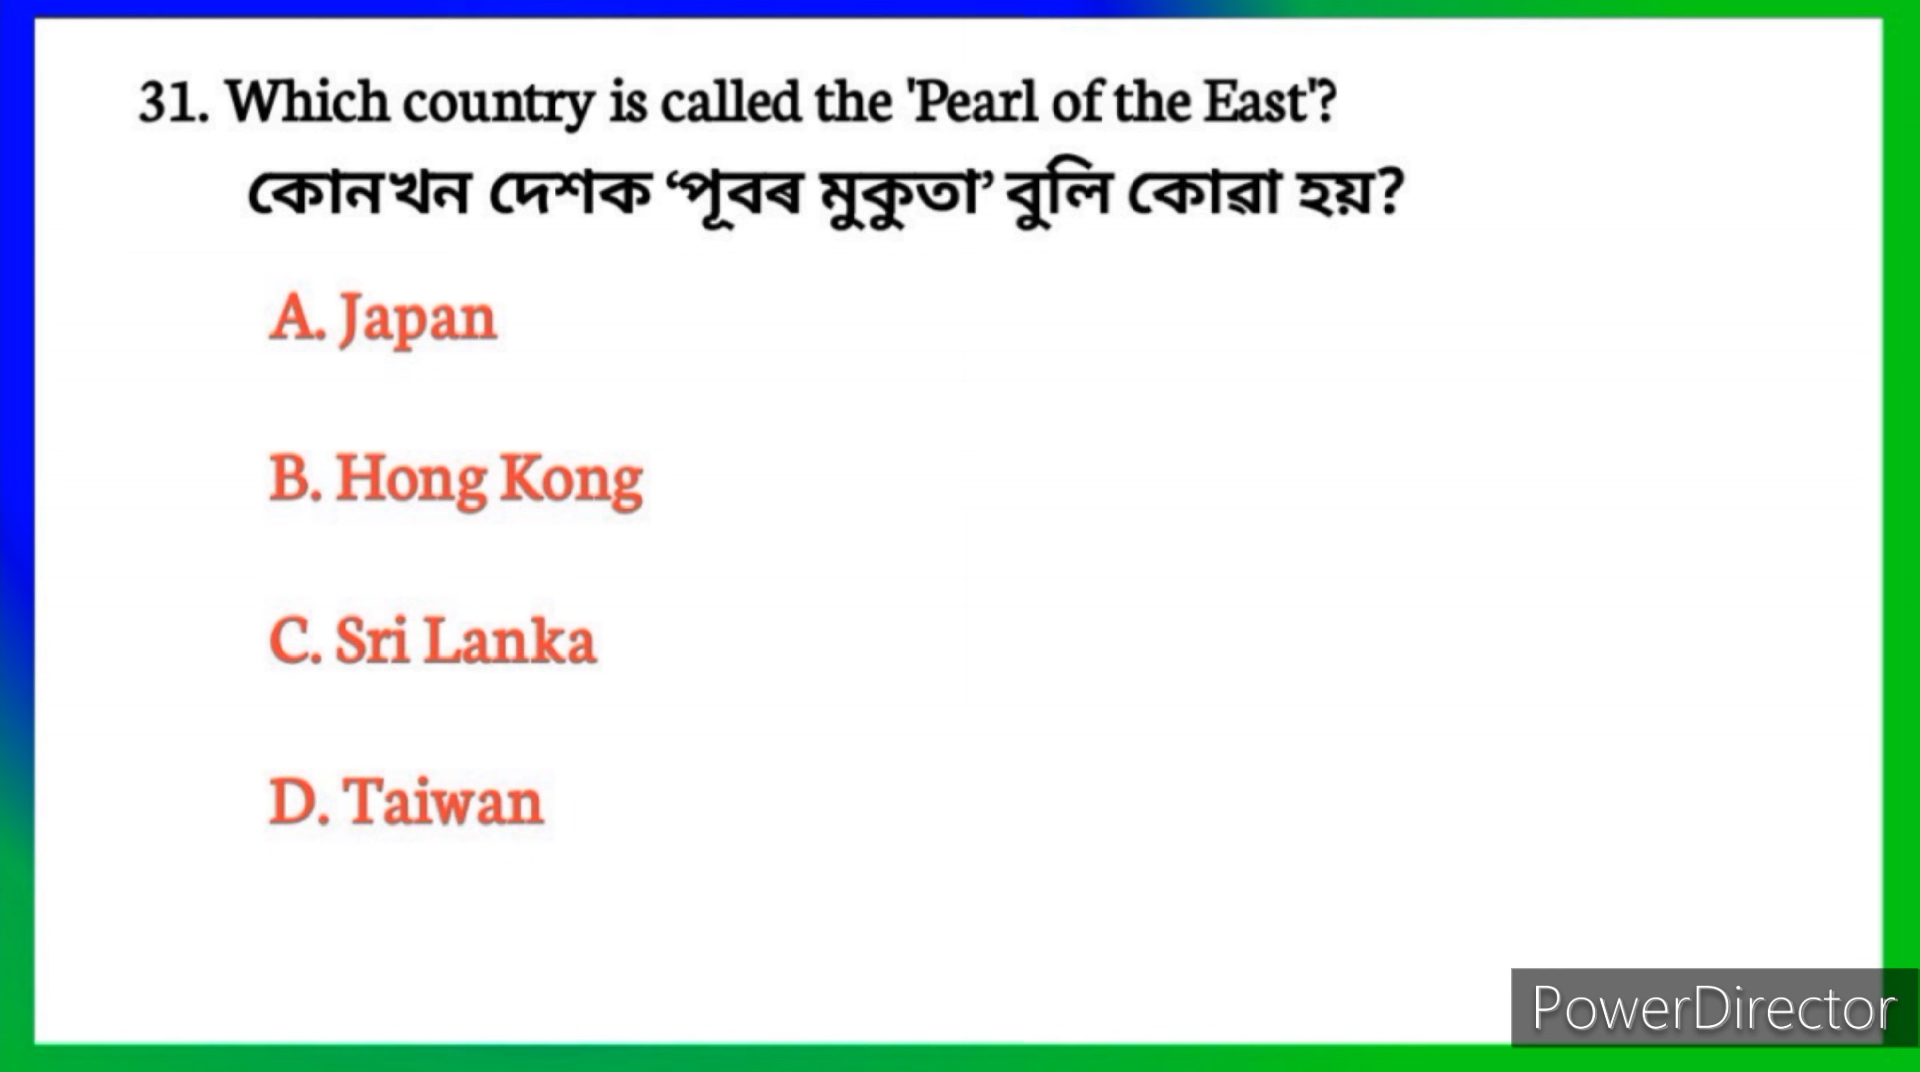 31. Which country is called the 'Pearl of the East'?
কোনখন দেশক ‘পূবৰ মুকুতা’ বুলি কোৱা হয়?
A. Japan
B. Hong Kong
C. Sri Lanka
D. Taiwan
PowerDirector